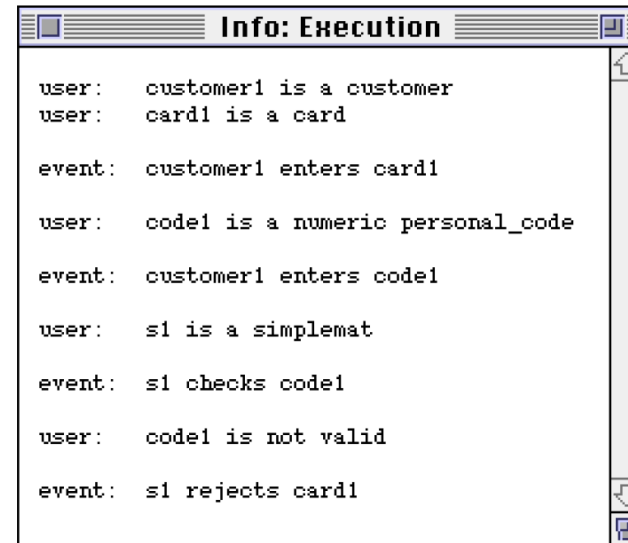 Info: Execution
user: customer1 is a customer
user: card1 is a card
event: customer1 enters card1
user: code1 is a numeric personal_code
event: customer1 enters code1
user: s1 is a simplemat
event: s1 checks code1
user: code1 is not valid
event: s1 rejects card1